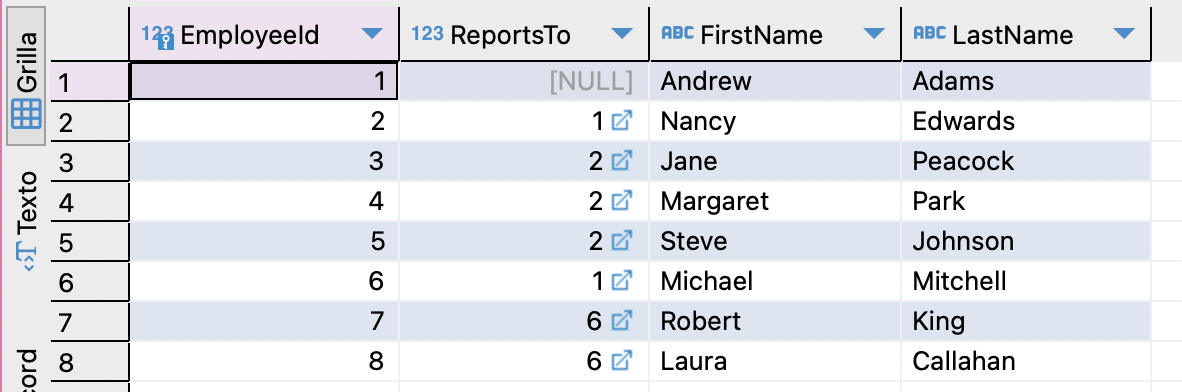 123 EmployeeId 123 ReportsTo ABC FirstName ABC LastName
1 1 [NULL] Andrew Adams
2 2 1 Nancy Edwards
3 3 2 Jane Peacock
4 4 2 Margaret Park
5 5 2 Steve Johnson
6 6 1 Michael Mitchell
7 7 6 Robert King
8 8 6 Laura Callahan
Grilla
Texto
cord